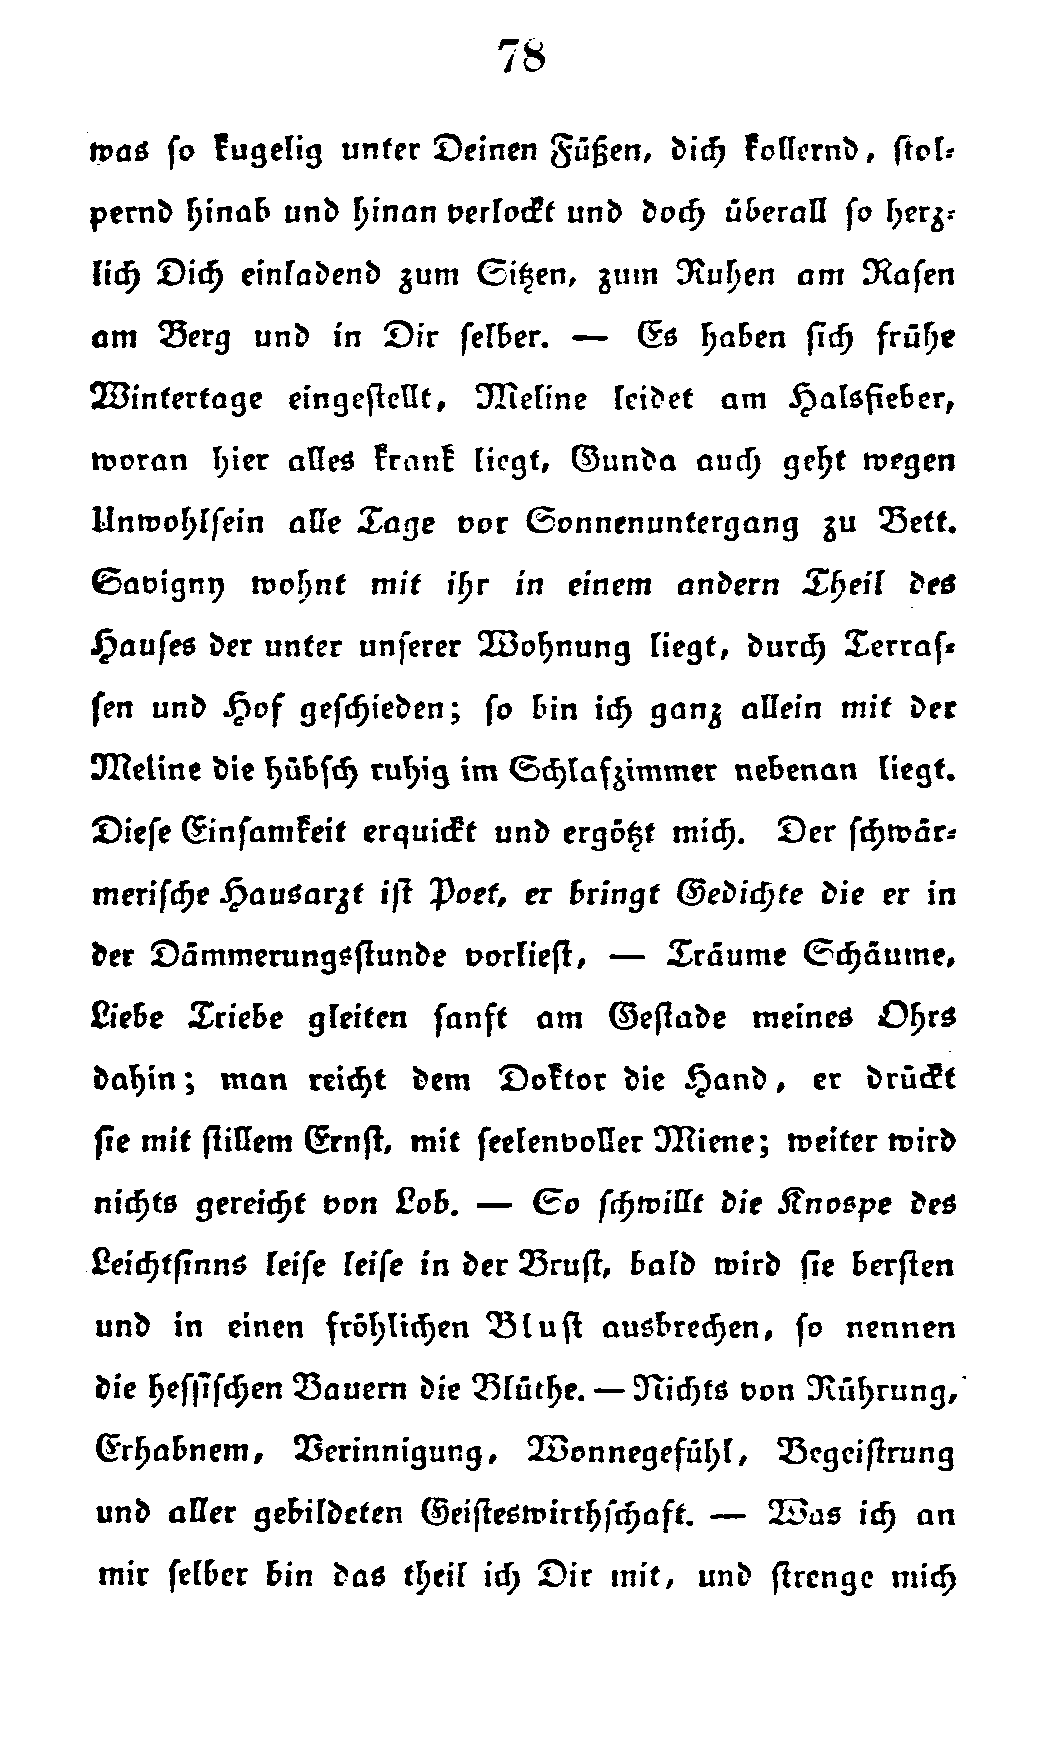 78
was so kugelig unter Deinen Füßen, dich kollernd, stol-
pernd hinab und hinan verlockt und doch überall so herz-
lich Dich einladend zum Sitzen, zum Ruhen am Rasen
am Berg und in Dir selber. — Es haben sich frühe
Wintertage eingestellt, Meline leidet am Halsfieber,
woran hier alles krank liegt, Gunda auch geht wegen
Unwohlsein alle Tage vor Sonnenuntergang zu Bett.
Savigny wohnt mit ihr in einem andern Theil des
Hauses der unter unserer Wohnung liegt, durch Terras-
sen und Hof geschieden; so bin ich ganz allein mit der
Meline die hübsch ruhig im Schlafzimmer nebenan liegt.
Diese Einsamkeit erquickt und ergötzt mich. Der schwär-
merische Hausarzt ist Poet, er bringt Gedichte die er in
der Dämmerungsstunde vorliest, — Träume Schäume,
Liebe Triebe gleiten sanft am Gestade meines Ohrs
dahin; man reicht dem Doktor die Hand, er drückt
sie mit stillem Ernst, mit seelenvoller Miene; weiter wird
nichts gereicht von Lob. — So schwillt die Knospe des
Leichtsinns leise leise in der Brust, bald wird sie bersten
und in einen fröhlichen Blust ausbrechen, so nennen
die hessischen Bauern die Blüthe. — Nichts von Rührung,
Erhabnem, Verinnigung, Wonnegefühl, Begeistrung
und aller gebildeten Geisteswirthschaft. — Was ich an
mir selber bin das theil ich Dir mit, und strenge mich